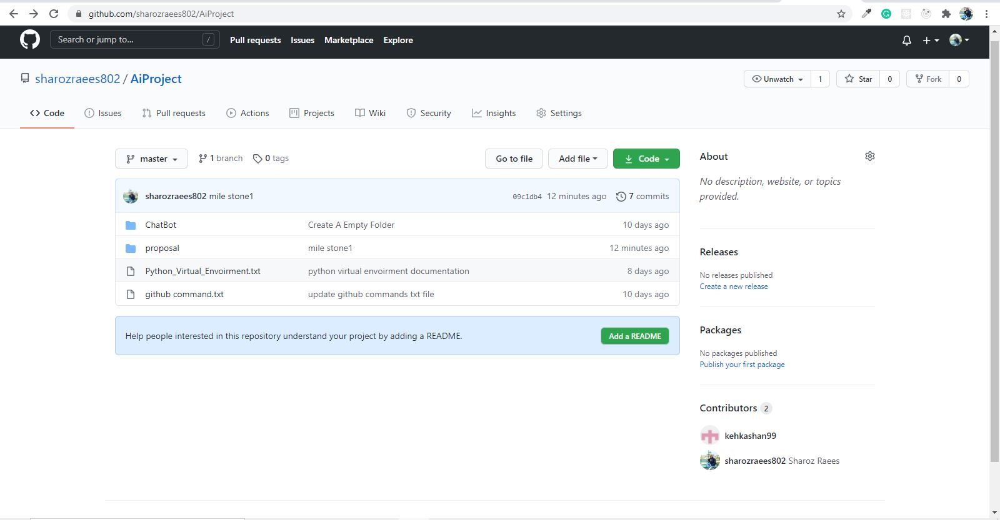 github.com/sharozraees802/AiProject
Search or jump to... /
Pull requests Issues Marketplace Explore
sharozraees802 / AiProject
Unwatch 1 Star 0 Fork 0
Code Issues Pull requests Actions Projects Wiki Security Insights Settings
master 1 branch 0 tags Go to file Add file Code
sharozraees802 mile stone1 09c1db4 12 minutes ago 7 commits
ChatBot Create A Empty Folder 10 days ago
proposal mile stone1 12 minutes ago
Python_Virtual_Envoirment.txt python virtual envoirment documentation 8 days ago
github command.txt update github commands txt file 10 days ago
Help people interested in this repository understand your project by adding a README. Add a README
About
No description, website, or topics
provided.
Releases
No releases published
Create a new release
Packages
No packages published
Publish your first package
Contributors 2
kehkashan99
sharozraees802 Sharoz Raees